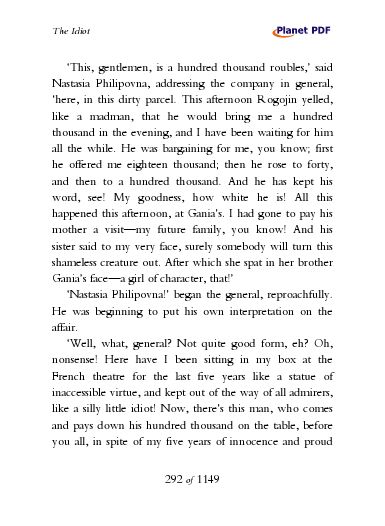 The Idiot
Planet PDF
'This, gentlemen, is a hundred thousand roubles,' said
Nastasia Philipovna, addressing the company in general,
'here, in this dirty parcel. This afternoon Rogojin yelled,
like a madman, that he would bring me a hundred
thousand in the evening, and I have been waiting for him
all the while. He was bargaining for me, you know; first
he offered me eighteen thousand; then he rose to forty,
and then to a hundred thousand. And he has kept his
word, see! My goodness, how white he is! All this
happened this afternoon, at Gania's. I had gone to pay his
mother a visit—my future family, you know! And his
sister said to my very face, surely somebody will turn this
shameless creature out. After which she spat in her brother
Gania's face—a girl of character, that!'
'Nastasia Philipovna!' began the general, reproachfully.
He was beginning to put his own interpretation on the
affair.
'Well, what, general? Not quite good form, eh? Oh,
nonsense! Here have I been sitting in my box at the
French theatre for the last five years like a statue of
inaccessible virtue, and kept out of the way of all admirers,
like a silly little idiot! Now, there's this man, who comes
and pays down his hundred thousand on the table, before
you all, in spite of my five years of innocence and proud
292 of 1149